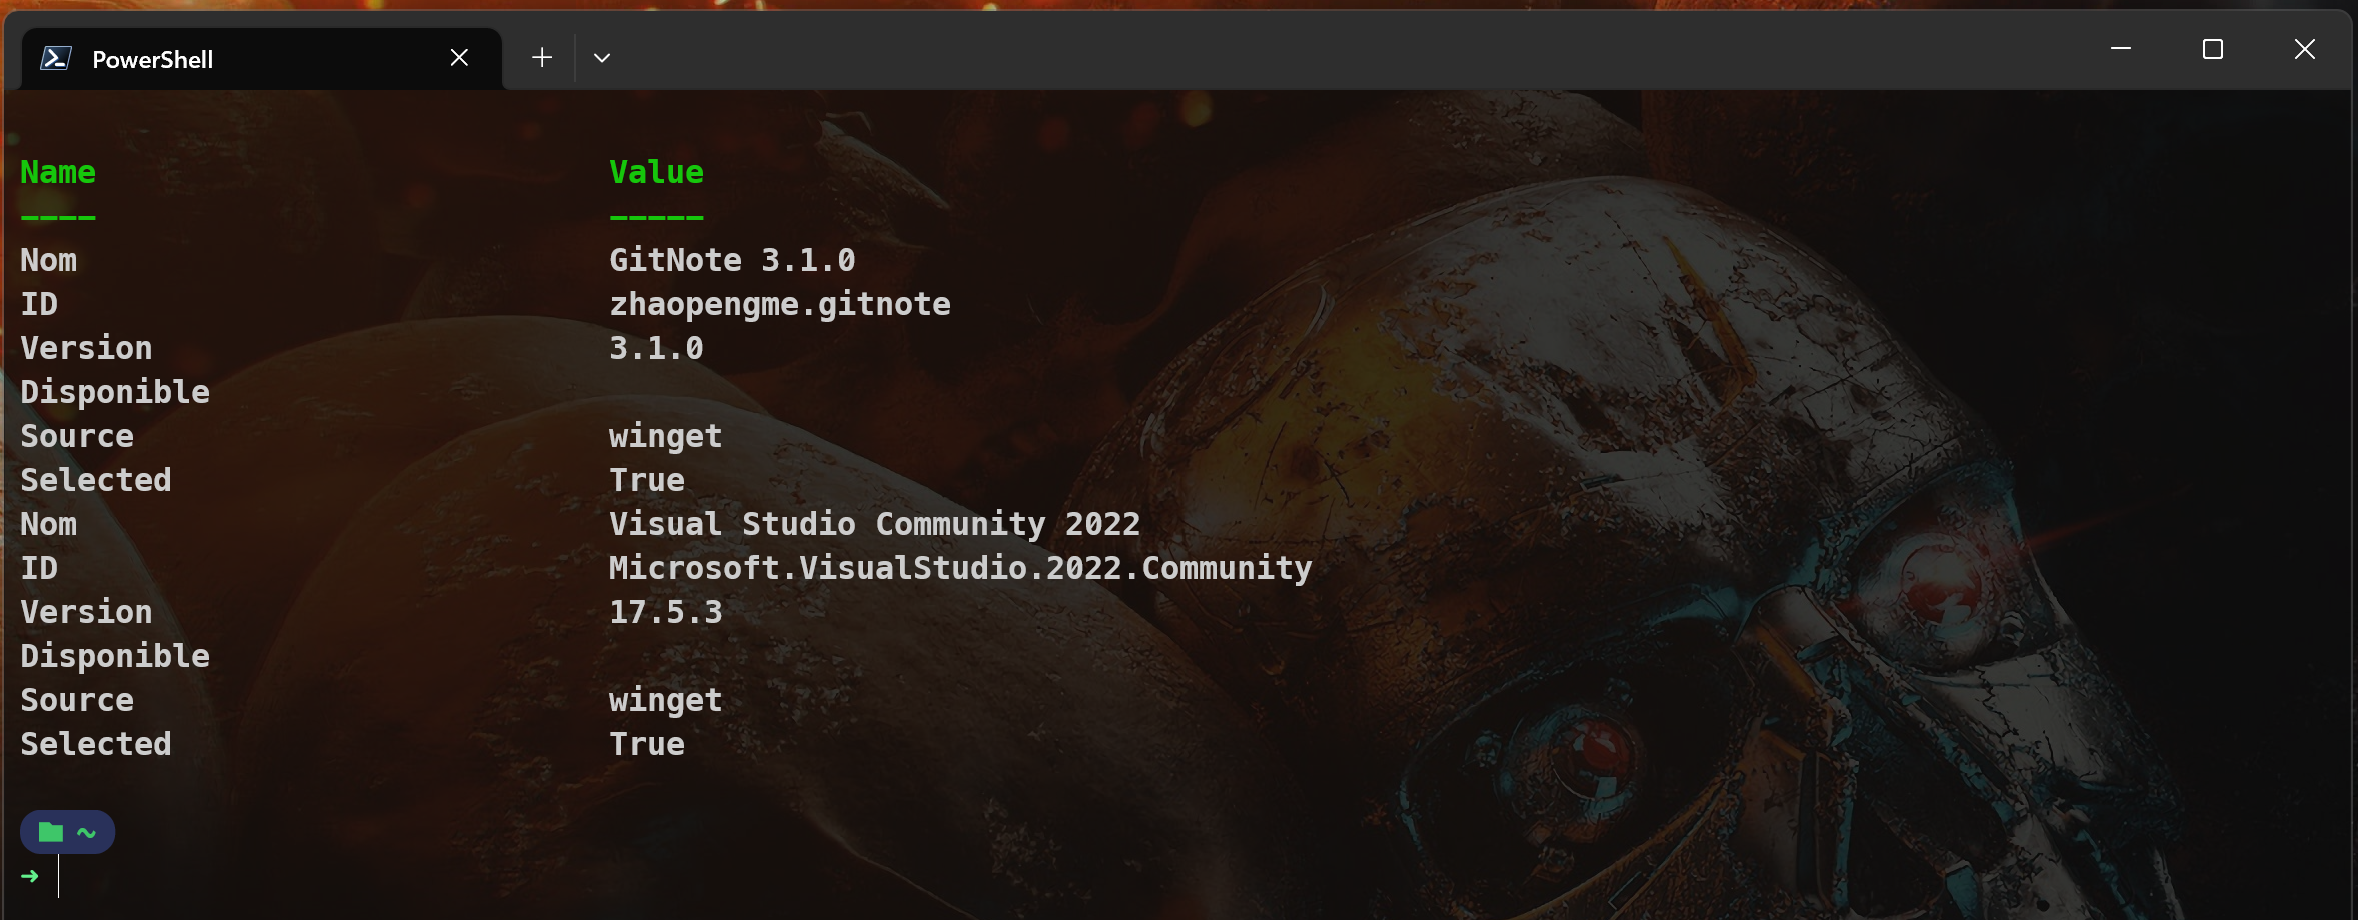 PowerShell
Name Value
---- -----
Nom GitNote 3.1.0
ID zhaopengme.gitnote
Version 3.1.0
Disponible
Source winget
Selected True
Nom Visual Studio Community 2022
ID Microsoft.VisualStudio.2022.Community
Version 17.5.3
Disponible
Source winget
Selected True
~
➜